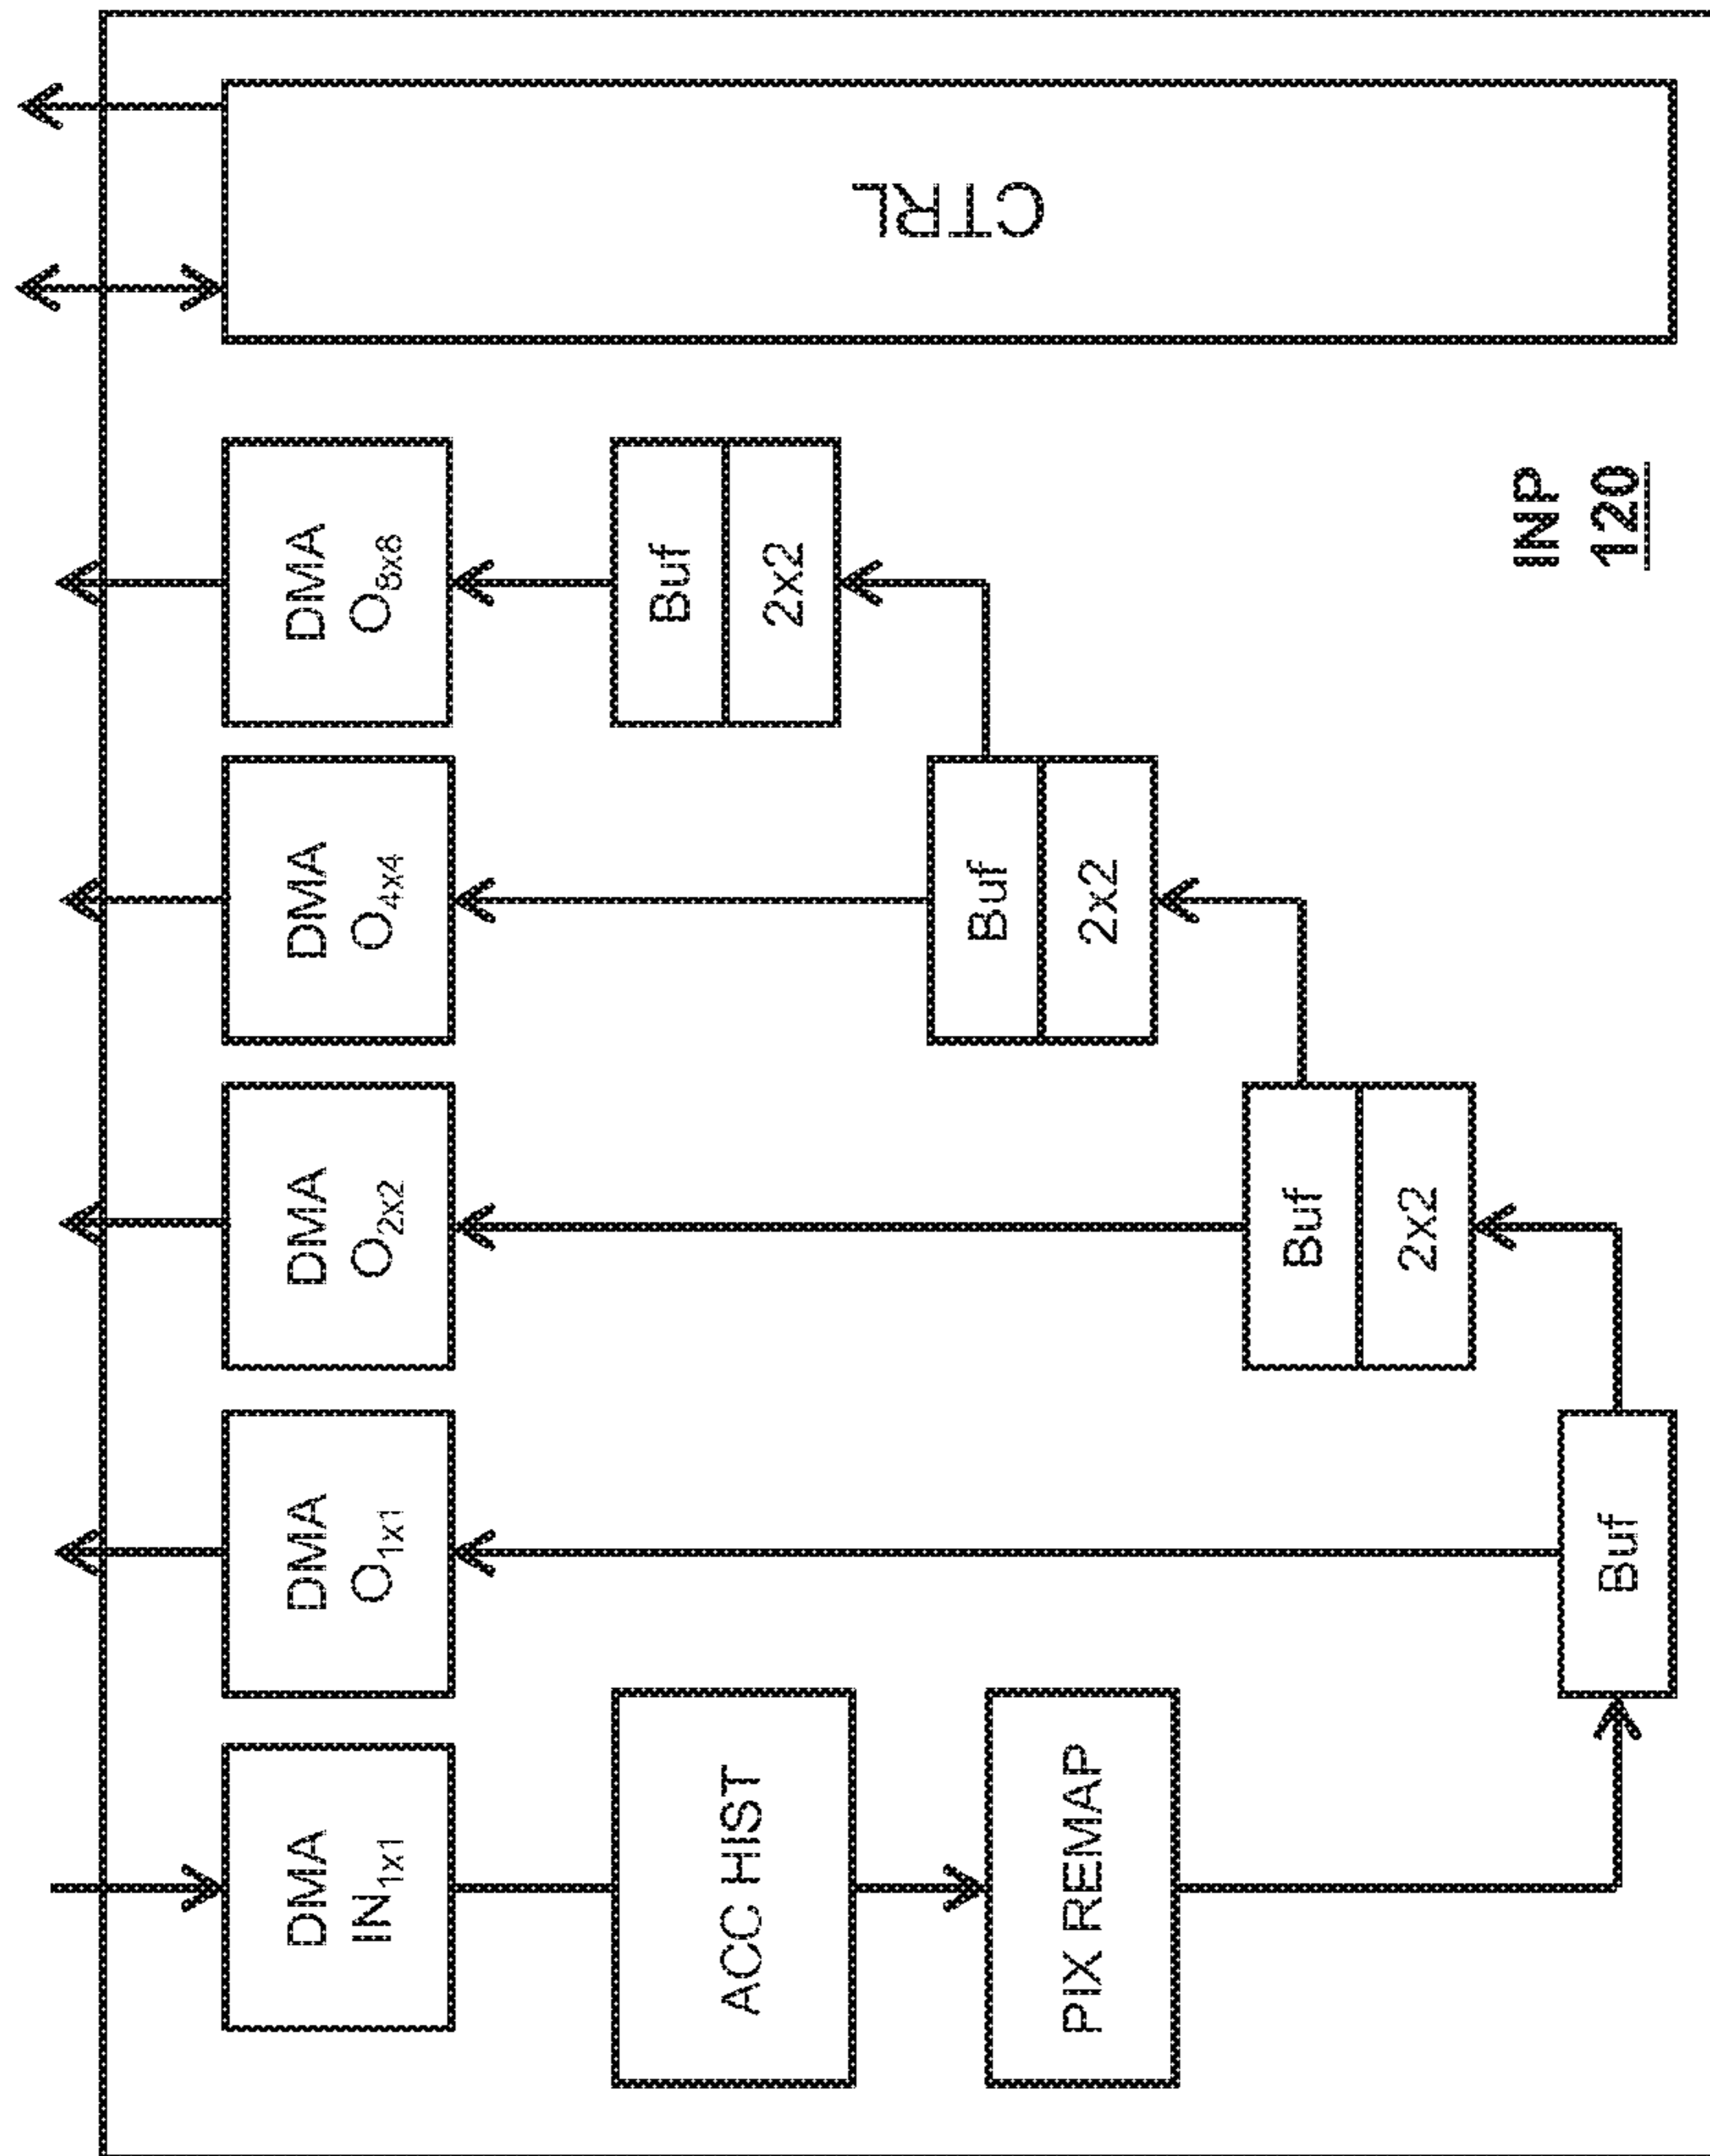 DMA
IN1x1
ACC HIST
PIX REMAP
DMA
O1x1
Buf
DMA
O2x2
Buf
2x2
DMA
O4x4
Buf
2x2
DMA
O8x8
Buf
2x2
CTRL
INP
120